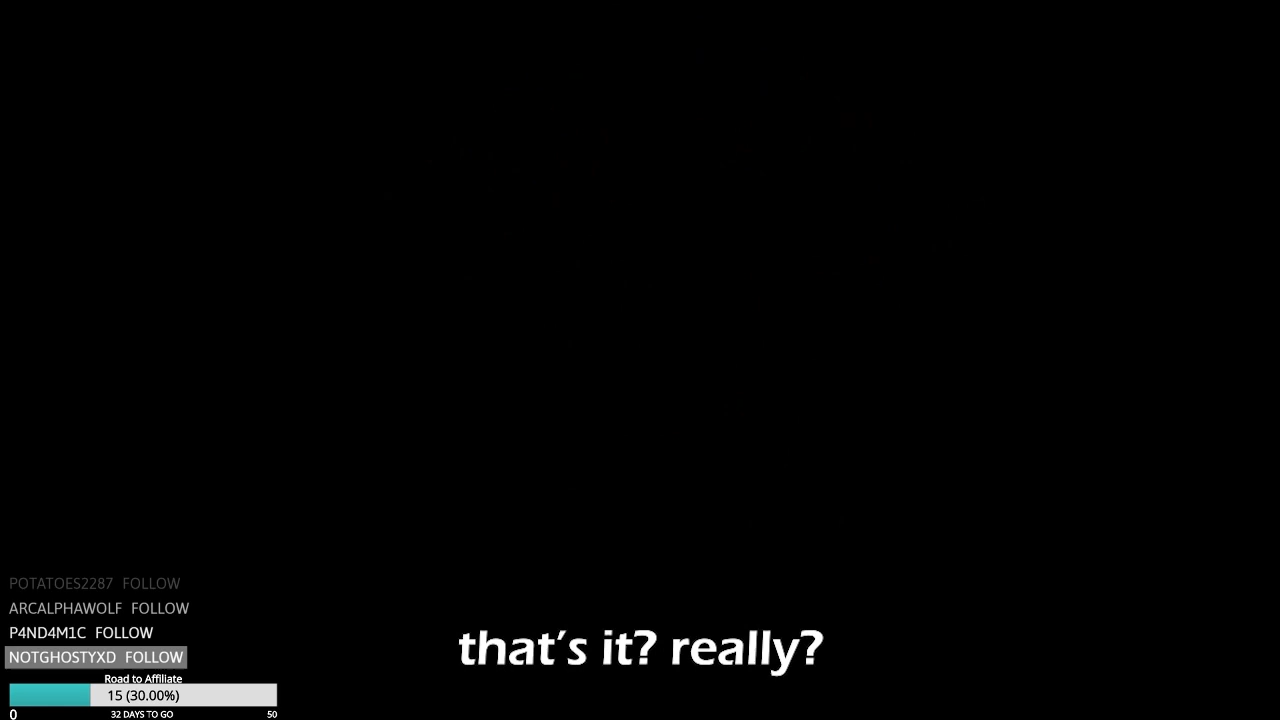 POTATOES2287 FOLLOW
ARCALPHAWOLF FOLLOW
P4ND4M1C FOLLOW
NOTGHOSTYXD FOLLOW
that's it? really?
Road to Affiliate
15 (30.00%)
0 32 DAYS TO GO 50